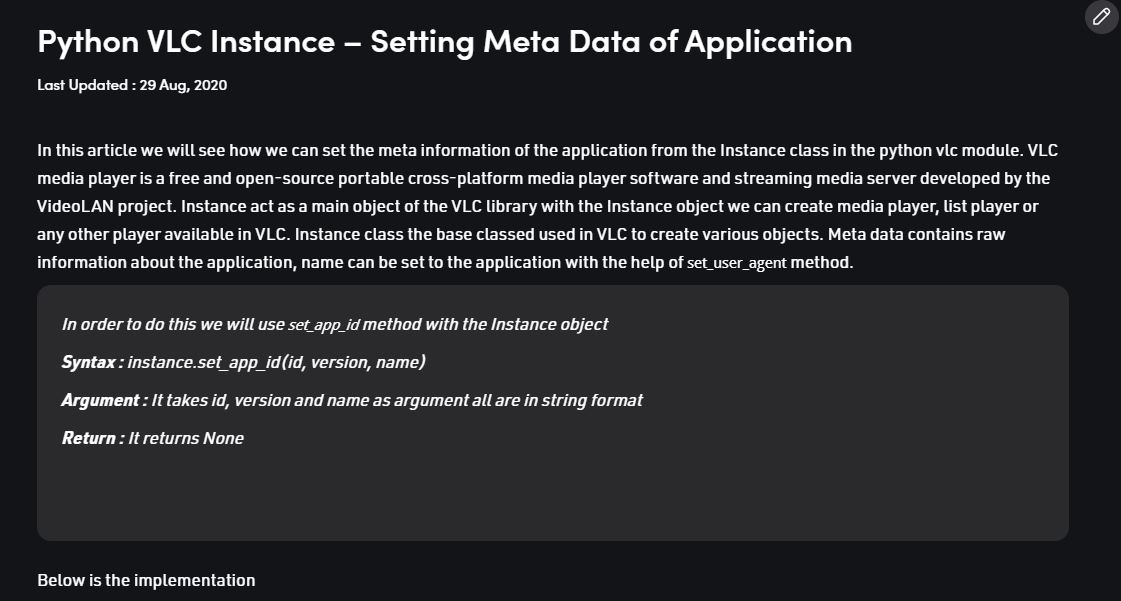 Python VLC Instance – Setting Meta Data of Application
Last Updated : 29 Aug, 2020
In this article we will see how we can set the meta information of the application from the Instance class in the python vlc module. VLC
media player is a free and open-source portable cross-platform media player software and streaming media server developed by the
VideoLAN project. Instance act as a main object of the VLC library with the Instance object we can create media player, list player or
any other player available in VLC. Instance class the base classed used in VLC to create various objects. Meta data contains raw
information about the application, name can be set to the application with the help of set_user_agent method.
In order to do this we will use set_app_id method with the Instance object
Syntax : instance.set_app_id(id, version, name)
Argument : It takes id, version and name as argument all are in string format
Return : It returns None
Below is the implementation